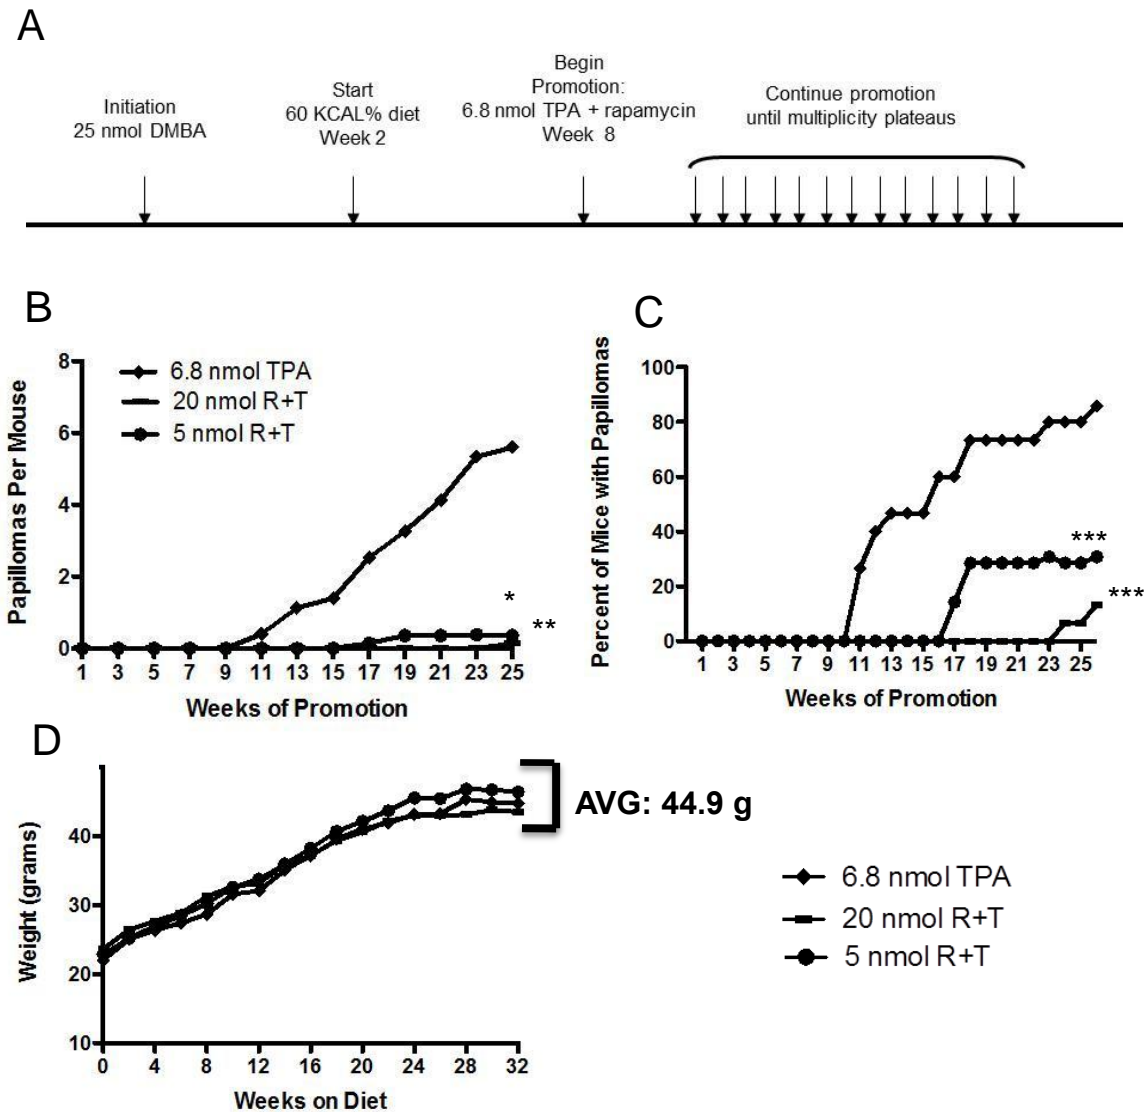 A
Initiation
25 nmol DMBA
Start
60 KCAL% diet
Week 2
Begin
Promotion:
6.8 nmol TPA + rapamycin
Week 8
Continue promotion
until multiplicity plateaus
B
Papillomas Per Mouse
8
6
4
2
0
6.8 nmol TPA
20 nmol R+T
5 nmol R+T
*
**
1 3 5 7 9 11 13 15 17 19 21 23 25
Weeks of Promotion
C
Percent of Mice with Papillomas
100
80
60
40
20
0
***
***
1 3 5 7 9 11 13 15 17 19 21 23 25
Weeks of Promotion
D
Weight (grams)
40
30
20
10
AVG: 44.9 g
0 4 8 12 16 20 24 28 32
Weeks on Diet
6.8 nmol TPA
20 nmol R+T
5 nmol R+T